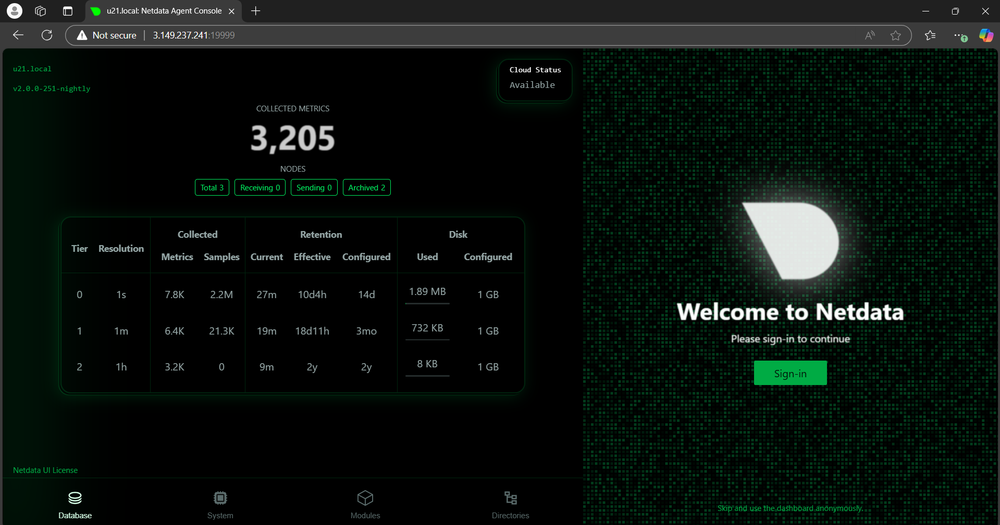 u21.local: Netdata Agent Console
Not secure 3.149.237.241:19999
u21.local
v2.0.0-251-nightly
Cloud Status
Available
COLLECTED METRICS
3,205
NODES
Total 3 Receiving 0 Sending 0 Archived 2
Collected Retention Disk
Tier Resolution Metrics Samples Current Effective Configured Used Configured
0 1s 7.8K 2.2M 27m 10d4h 14d 1.89 MB 1 GB
1 1m 6.4K 21.3K 19m 18d11h 3mo 732 KB 1 GB
2 1h 3.2K 0 9m 2y 2y 8 KB 1 GB
Netdata UI License
Database System Modules Directories
Welcome to Netdata
Please sign-in to continue
Sign-in
Skip and use the dashboard anonymously.